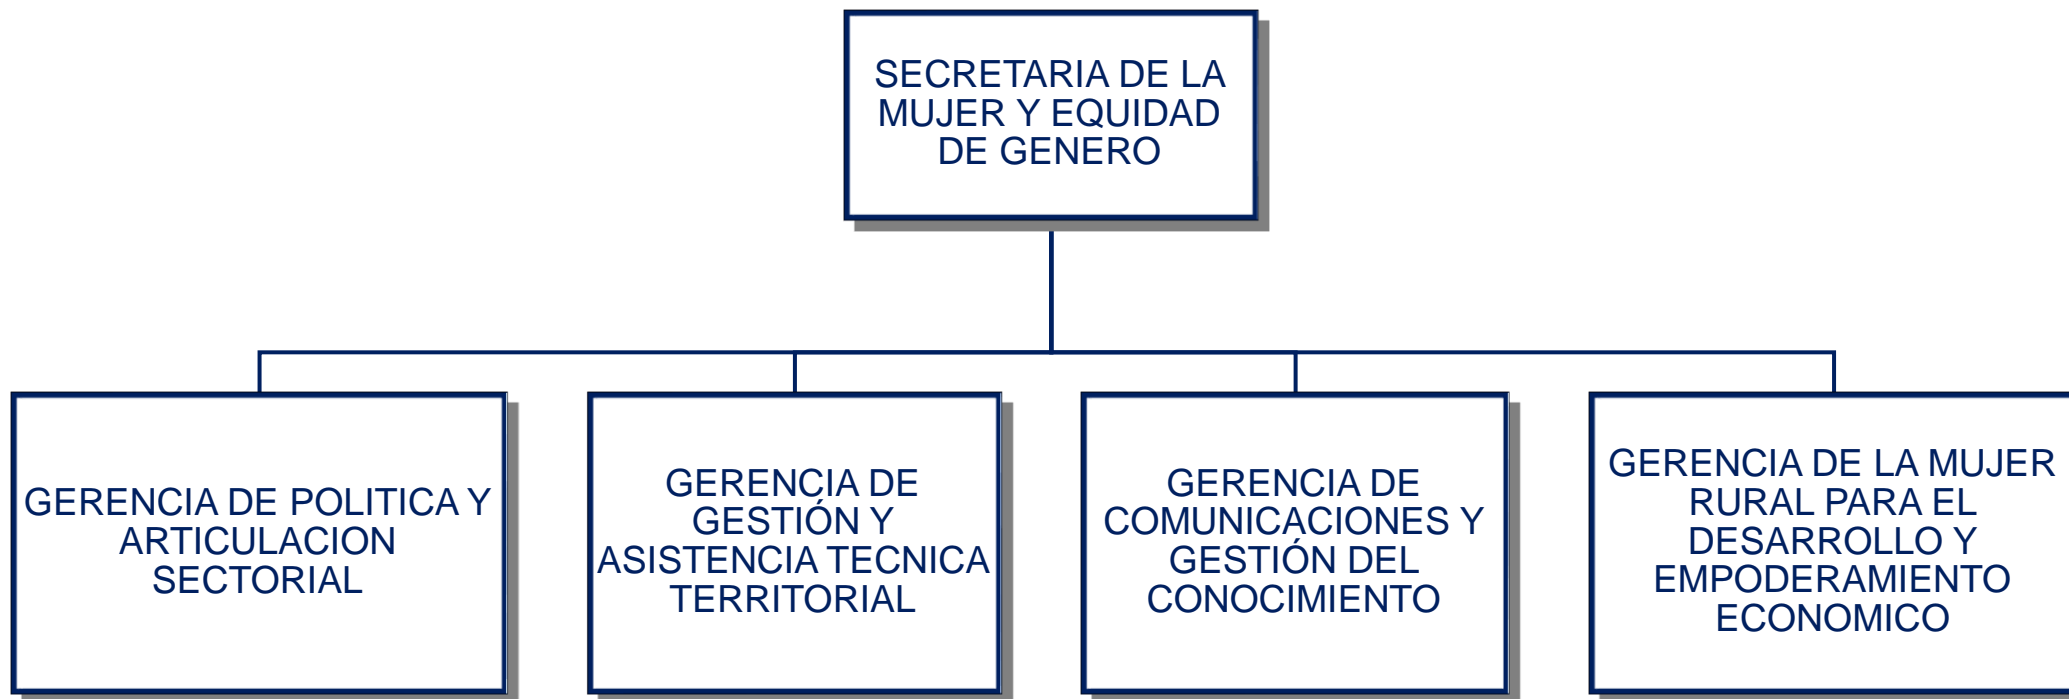 SECRETARIA DE LA
MUJER Y EQUIDAD
DE GENERO
GERENCIA DE POLITICA Y
ARTICULACION
SECTORIAL
GERENCIA DE
GESTIÓN Y
ASISTENCIA TECNICA
TERRITORIAL
GERENCIA DE
COMUNICACIONES Y
GESTIÓN DEL
CONOCIMIENTO
GERENCIA DE LA MUJER
RURAL PARA EL
DESARROLLO Y
EMPODERAMIENTO
ECONOMICO